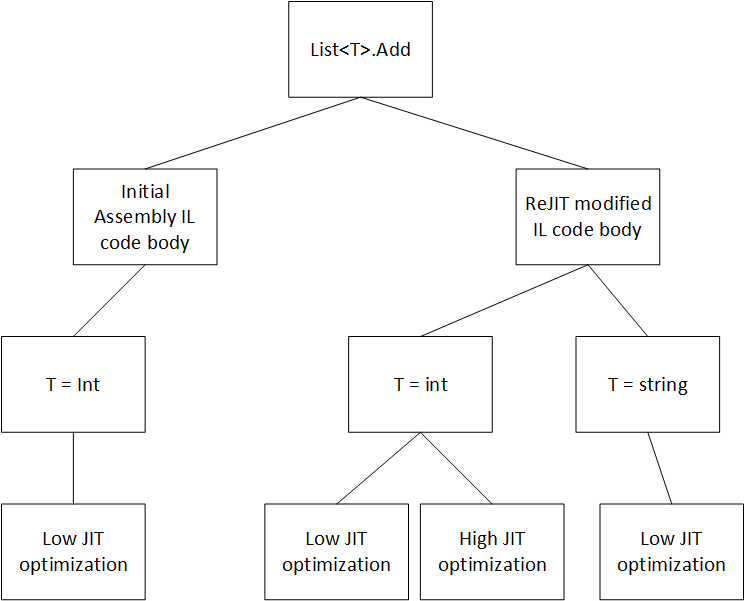 List<T>.Add
Initial
Assembly IL
code body
ReJIT modified
IL code body
T = Int
T = int
T = string
Low JIT
optimization
Low JIT
optimization
High JIT
optimization
Low JIT
optimization